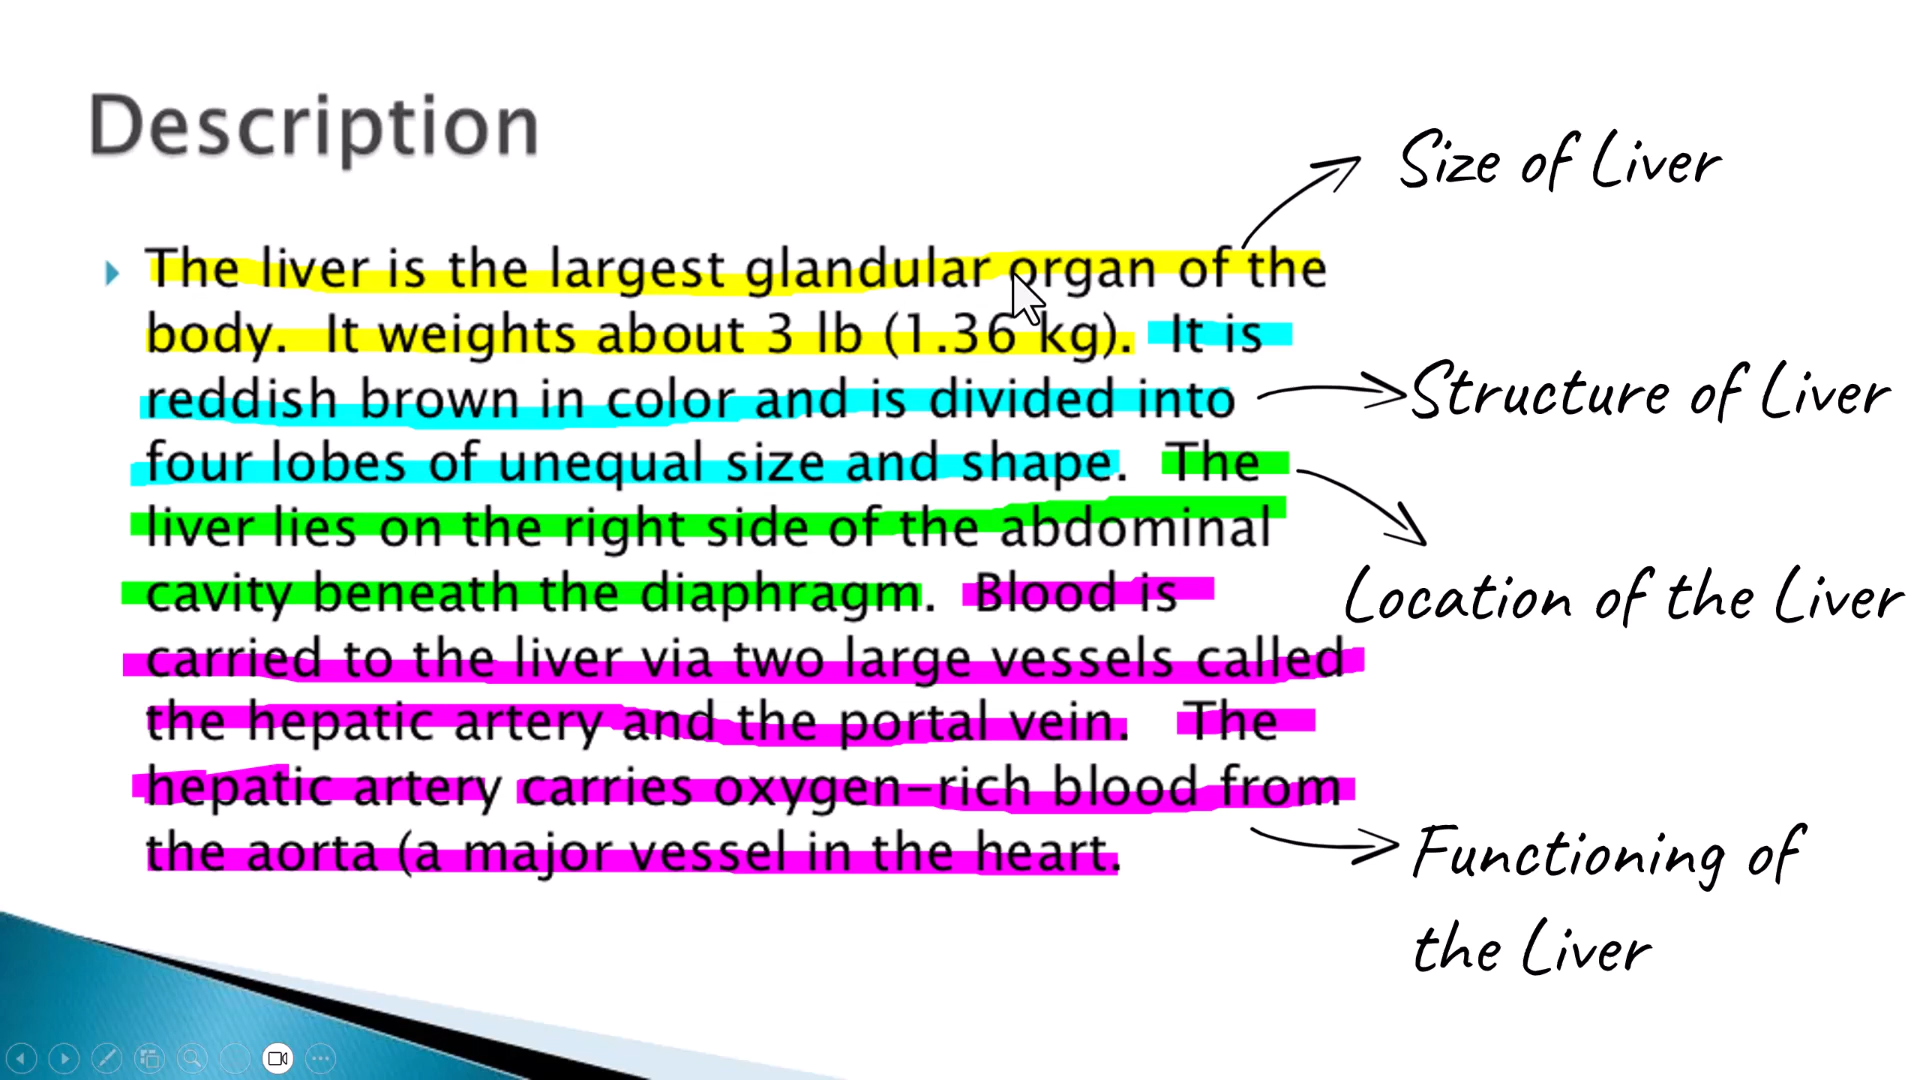 Description
Size of Liver
The liver is the largest glandular organ of the
body. It weights about 3 lb (1.36 kg). It is
reddish brown in color and is divided into
Structure of Liver
four lobes of unequal size and shape. The
liver lies on the right side of the abdominal
cavity beneath the diaphragm. Blood is
Location of the Liver
carried to the liver via two large vessels called
the hepatic artery and the portal vein. The
hepatic artery carries oxygen-rich blood from
the aorta (a major vessel in the heart.
Functioning of
the Liver